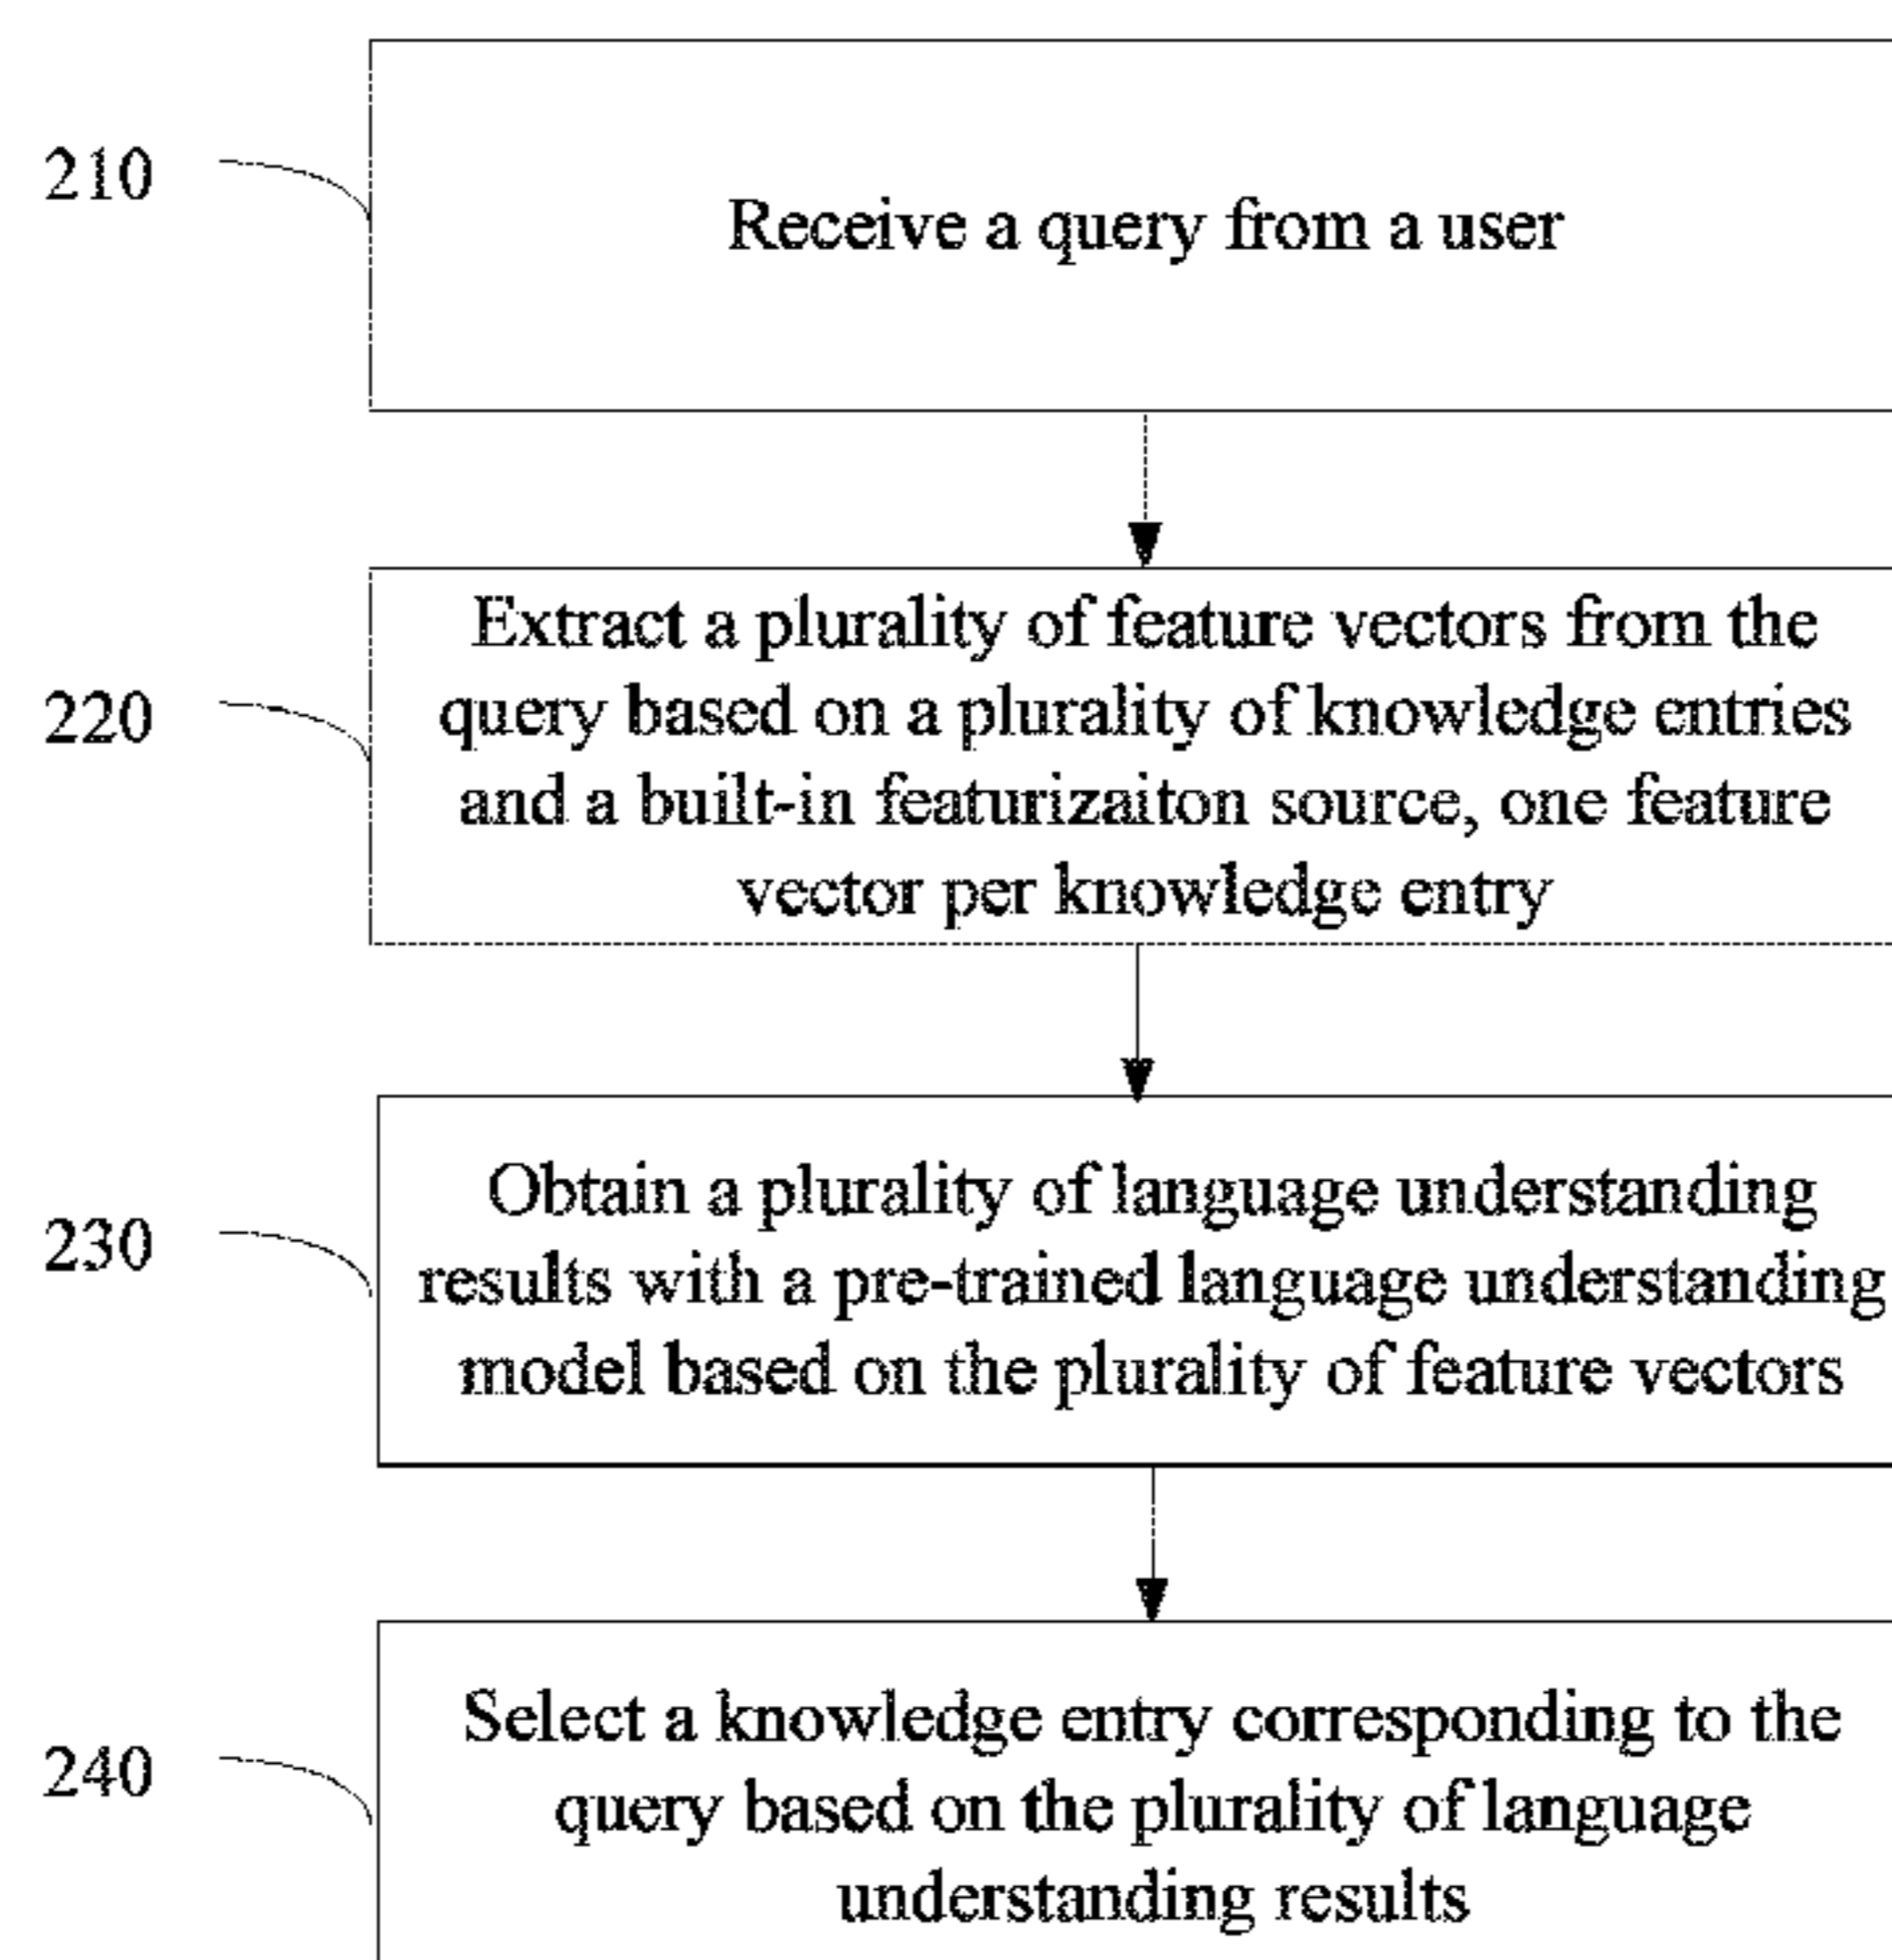 210
Receive a query from a user
220
Extract a plurality of feature vectors from the
query based on a plurality of knowledge entries
and a built-in featurizaiton source, one feature
vector per knowledge entry
230
Obtain a plurality of language understanding
results with a pre-trained language understanding
model based on the plurality of feature vectors
240
Select a knowledge entry corresponding to the
query based on the plurality of language
understanding results